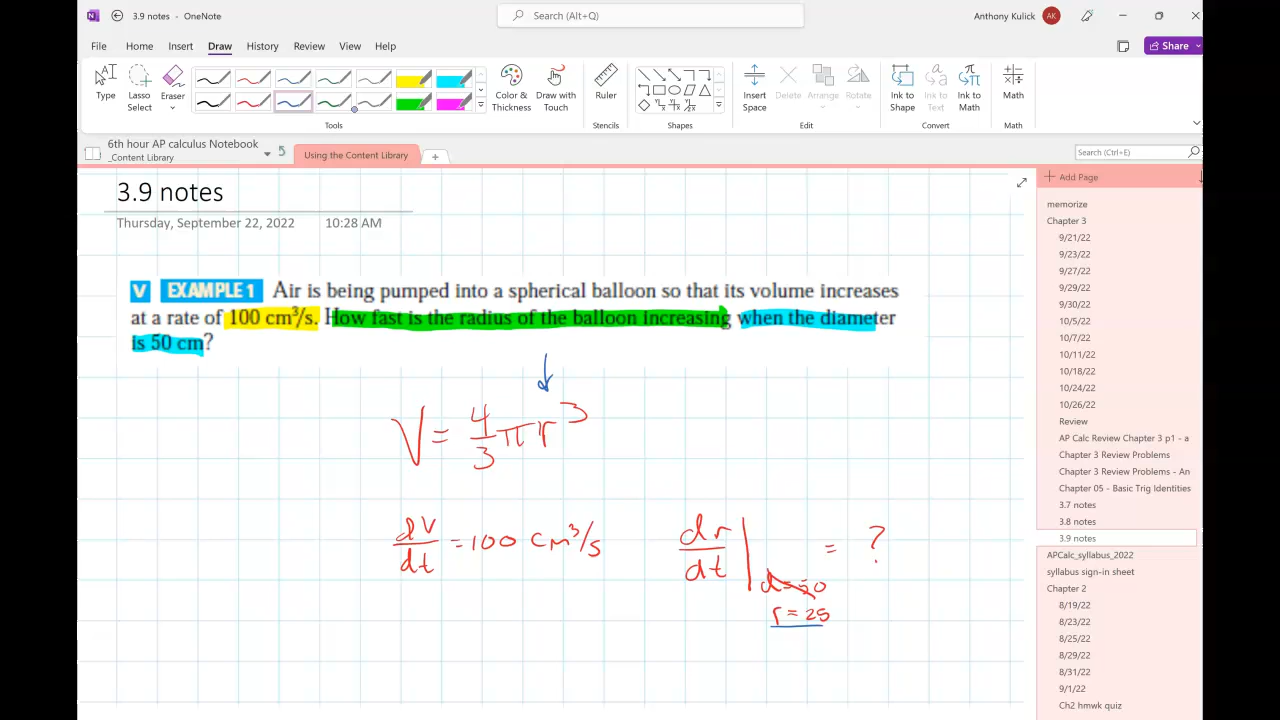 3.9 notes - OneNote
Search (Alt+Q)
Anthony Kulick
AK
File Home Insert Draw History Review View Help
Share
Type
Lasso Select
Eraser
Color & Thickness
Draw with Touch
Ruler
Insert Space
Delete
Arrange
Rotate
Ink to Shape
Ink to Text
Ink to Math
Math
Tools
Stencils
Shapes
Edit
Convert
Math
6th hour AP calculus Notebook
_Content Library
Using the Content Library
+
Search (Ctrl+E)
3.9 notes
Thursday, September 22, 2022 10:28 AM
V EXAMPLE 1 Air is being pumped into a spherical balloon so that its volume increases
at a rate of 100 cm³/s. How fast is the radius of the balloon increasing when the diameter
is 50 cm?
V = 4/3 π r³
dV/dt = 100 cm³/s
dr/dt | = ?
d = 50
r = 25
Add Page
memorize
Chapter 3
9/21/22
9/23/22
9/27/22
9/29/22
9/30/22
10/5/22
10/7/22
10/11/22
10/18/22
10/24/22
10/26/22
Review
AP Calc Review Chapter 3 p1 - a
Chapter 3 Review Problems
Chapter 3 Review Problems - An
Chapter 05 - Basic Trig Identities
3.7 notes
3.8 notes
3.9 notes
APCalc_syllabus_2022
syllabus sign-in sheet
Chapter 2
8/19/22
8/23/22
8/25/22
8/29/22
8/31/22
9/1/22
Ch2 hmwk quiz